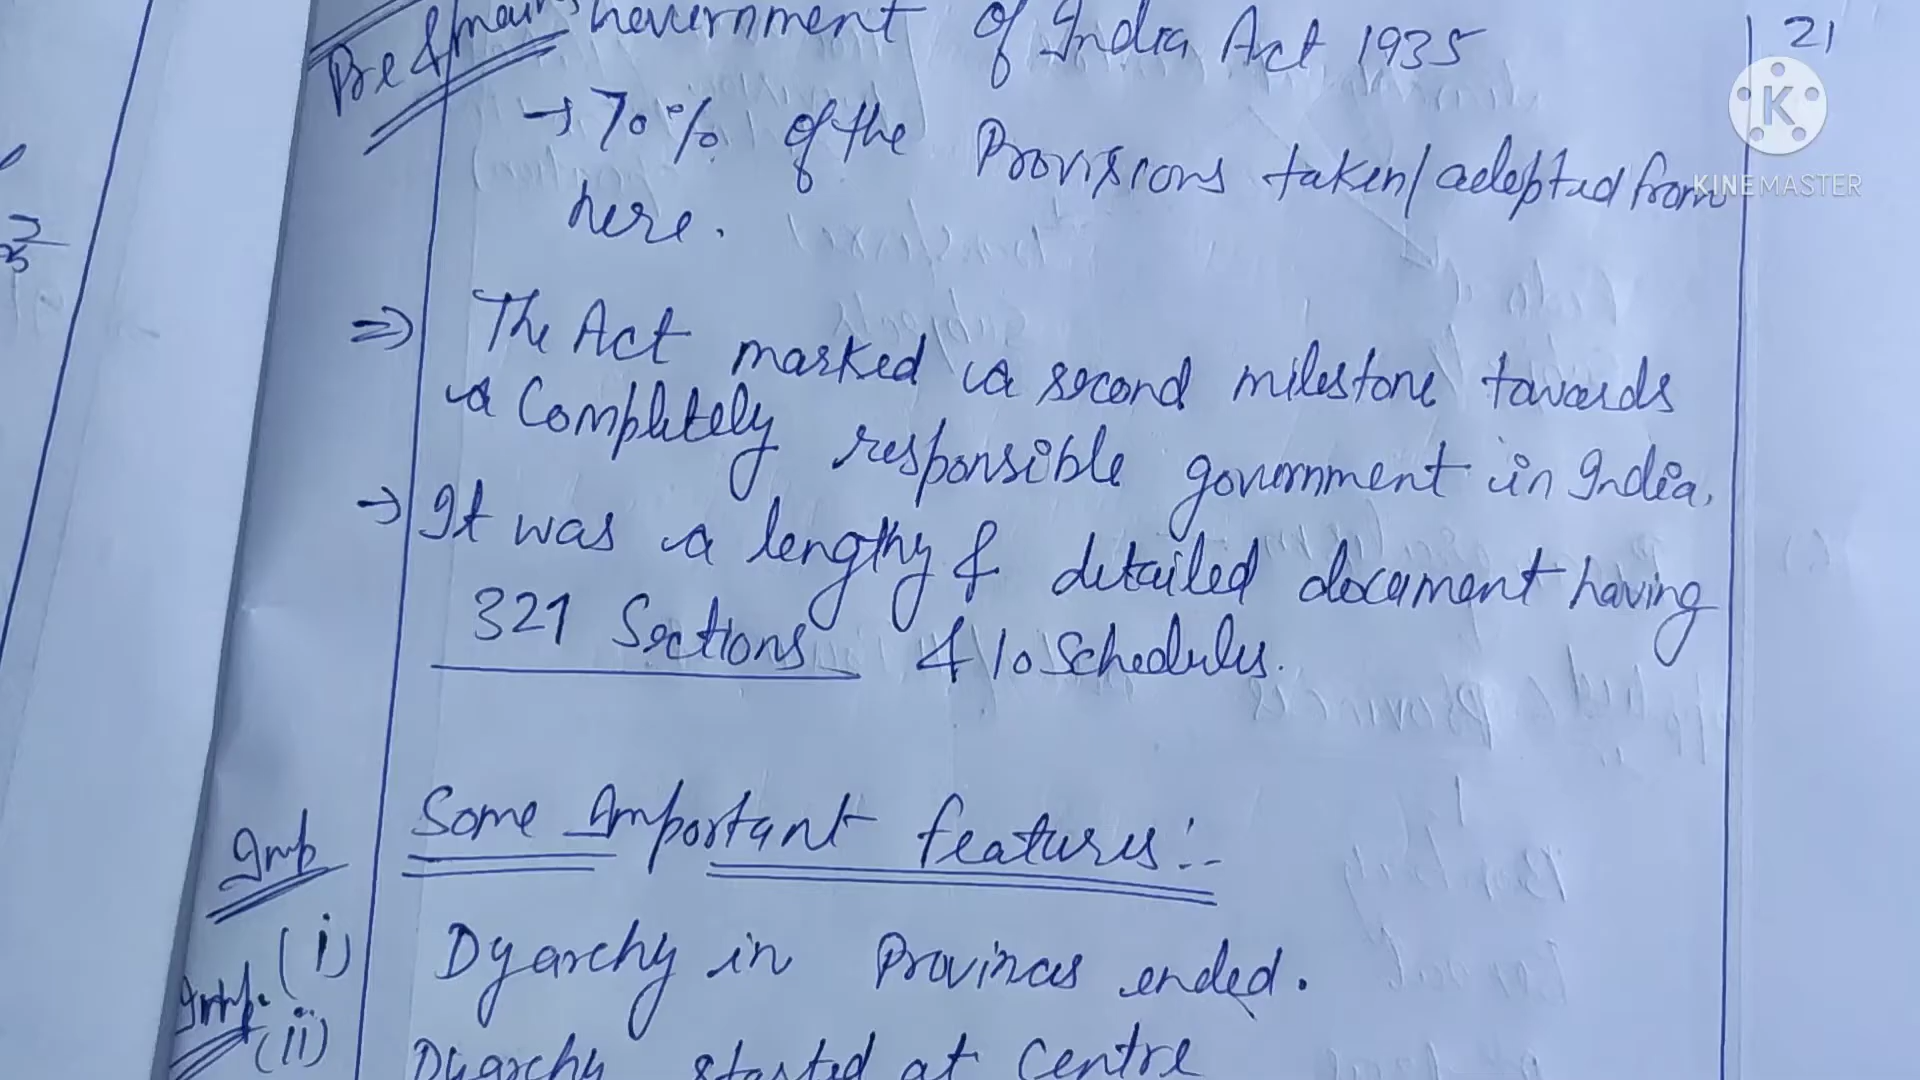 Pre & mains Government of India Act 1935
21
→ 70% of the Provisions taken/adopted from
here.
⇒ The Act marked a second milestone towards
a Completely responsible government in India.
→ It was a lengthy & detailed document having
321 Sections & 10 Schedules.
Imp Some Important features:-
(i) Dyarchy in Provinces ended.
Imp.
(ii) Dyarchy started at Centre
K
KINEMASTER